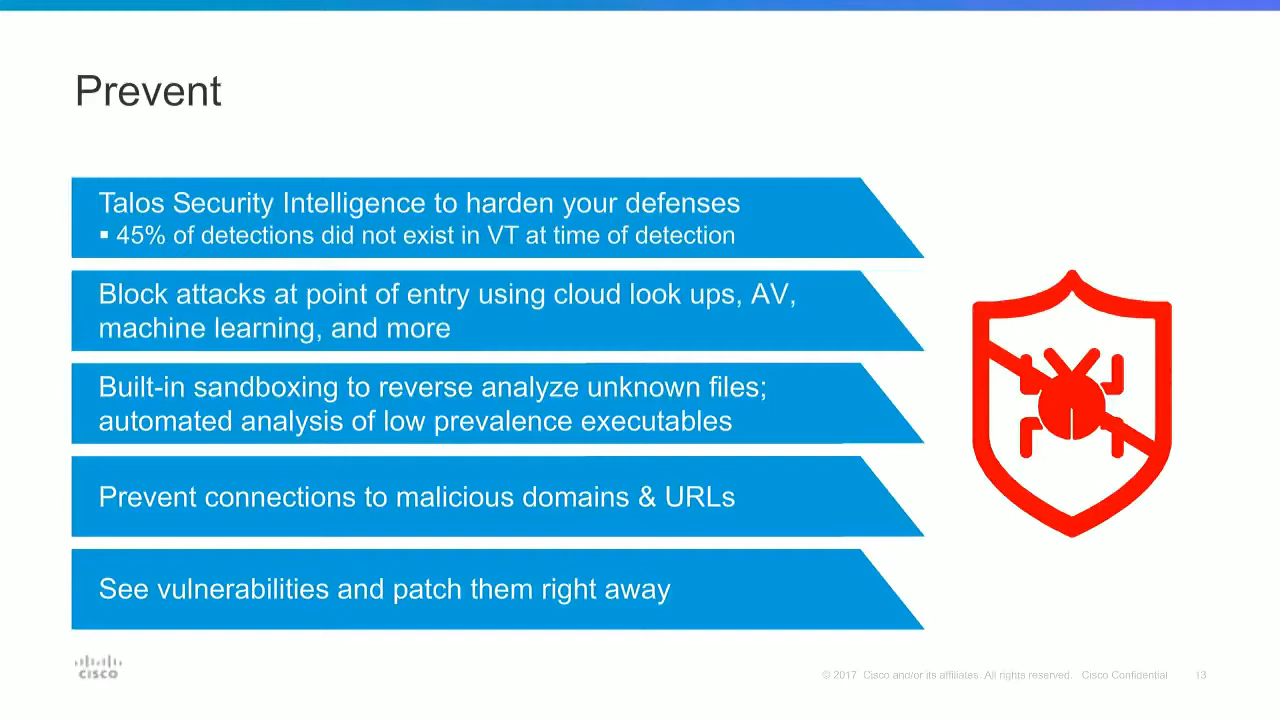 Prevent
Talos Security Intelligence to harden your defenses
▪ 45% of detections did not exist in VT at time of detection
Block attacks at point of entry using cloud look ups, AV,
machine learning, and more
Built-in sandboxing to reverse analyze unknown files;
automated analysis of low prevalence executables
Prevent connections to malicious domains & URLs
See vulnerabilities and patch them right away
CISCO
© 2017 Cisco and/or its affiliates. All rights reserved. Cisco Confidential 13